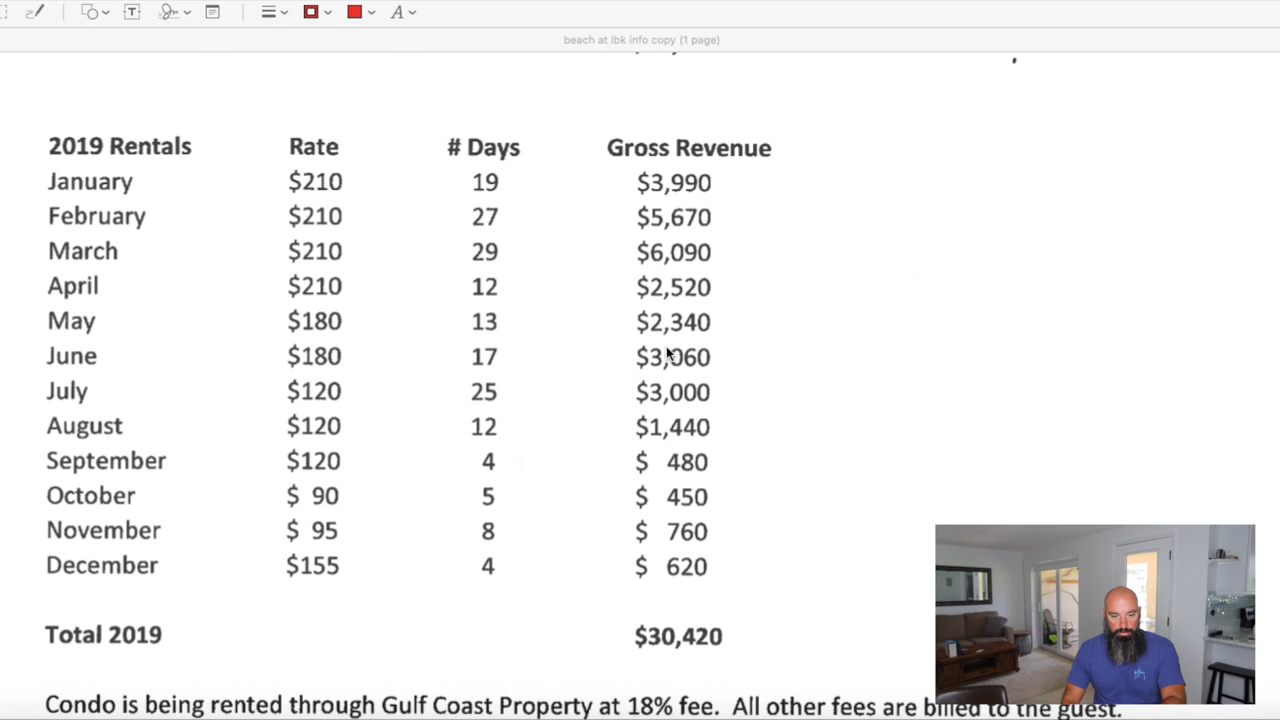 beach at lbk info copy (1 page)
2019 Rentals Rate # Days Gross Revenue
January $210 19 $3,990
February $210 27 $5,670
March $210 29 $6,090
April $210 12 $2,520
May $180 13 $2,340
June $180 17 $3,060
July $120 25 $3,000
August $120 12 $1,440
September $120 4 $ 480
October $ 90 5 $ 450
November $ 95 8 $ 760
December $155 4 $ 620
Total 2019 $30,420
Condo is being rented through Gulf Coast Property at 18% fee. All other fees are billed to the guest.